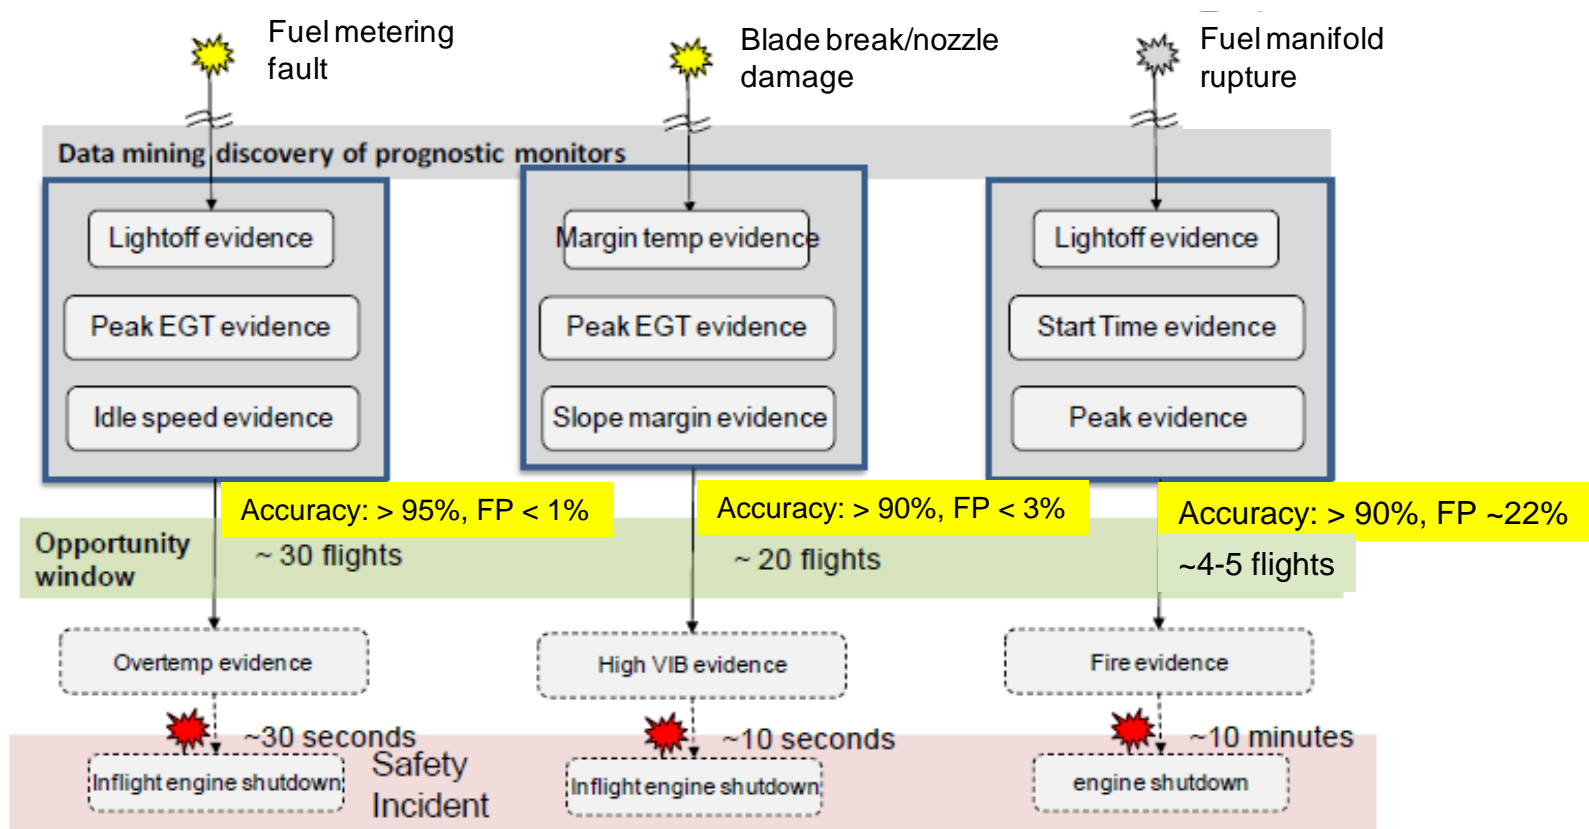 Fuel metering
fault
Blade break/nozzle
damage
Fuel manifold
rupture
Data mining discovery of prognostic monitors
Lightoff evidence
Peak EGT evidence
Idle speed evidence
Margin temp evidence
Peak EGT evidence
Slope margin evidence
Lightoff evidence
Start Time evidence
Peak evidence
Accuracy: > 95%, FP < 1%
Accuracy: > 90%, FP < 3%
Accuracy: > 90%, FP ~22%
Opportunity
window
~ 30 flights
~ 20 flights
~4-5 flights
Overtemp evidence
High VIB evidence
Fire evidence
~30 seconds
~10 seconds
~10 minutes
Inflight engine shutdown
Safety
Incident
Inflight engine shutdown
engine shutdown